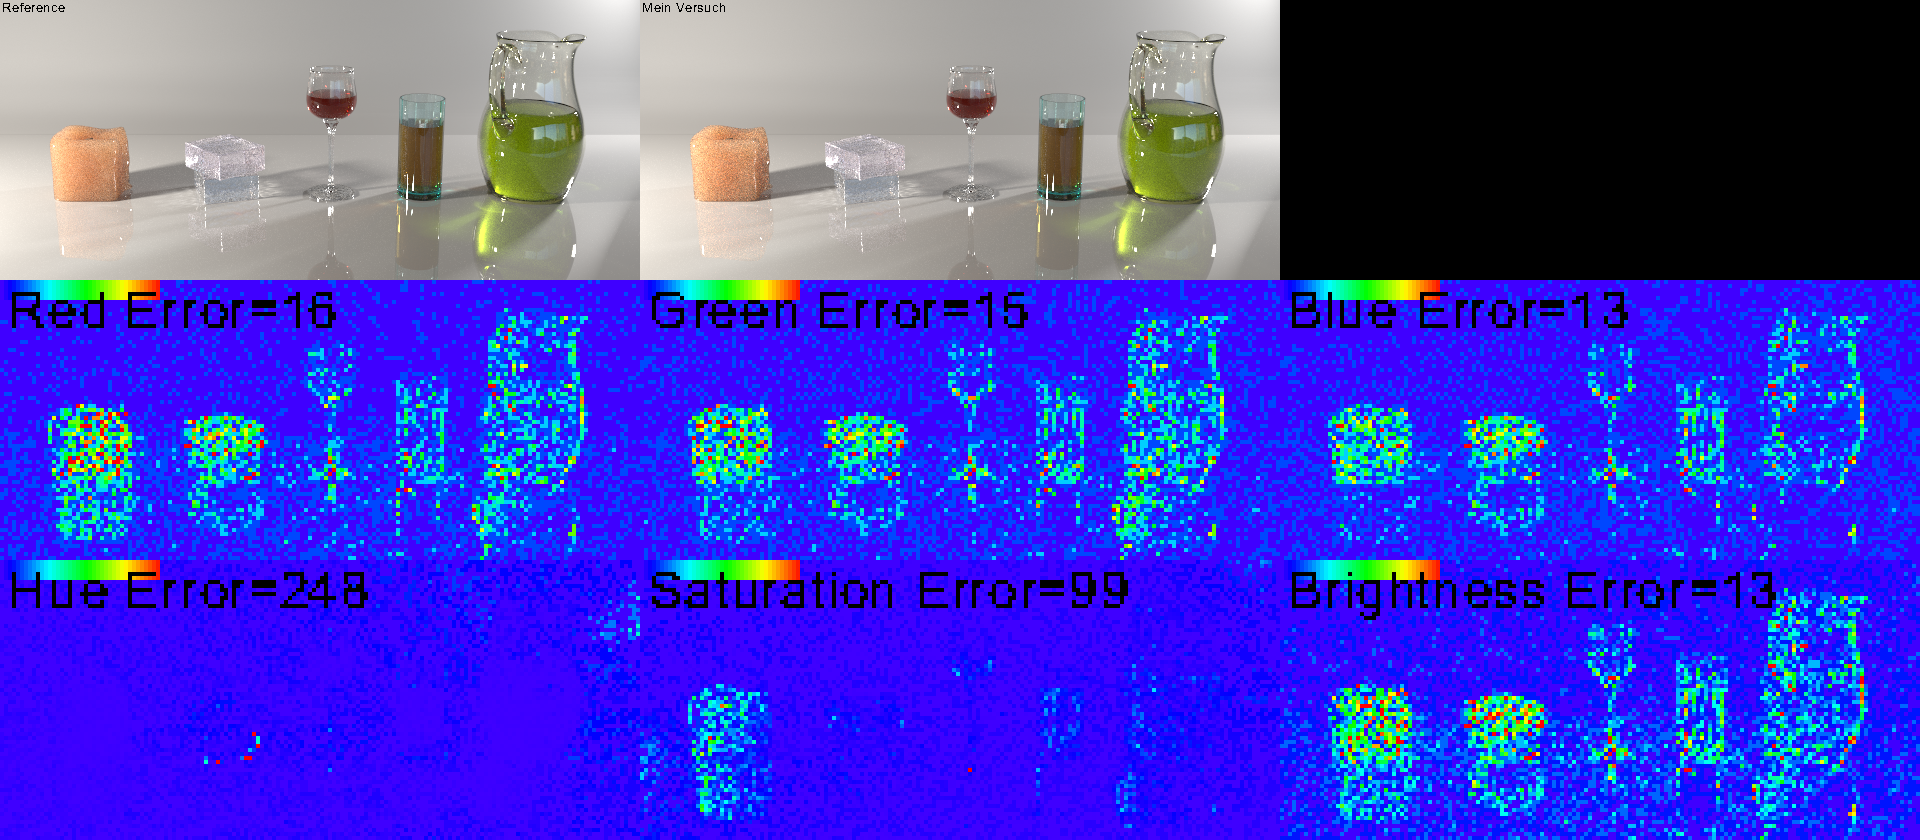 Reference
Mein Versuch
Red Error=16
Green Error=15
Blue Error=13
Hue Error=248
Saturation Error=99
Brightness Error=13